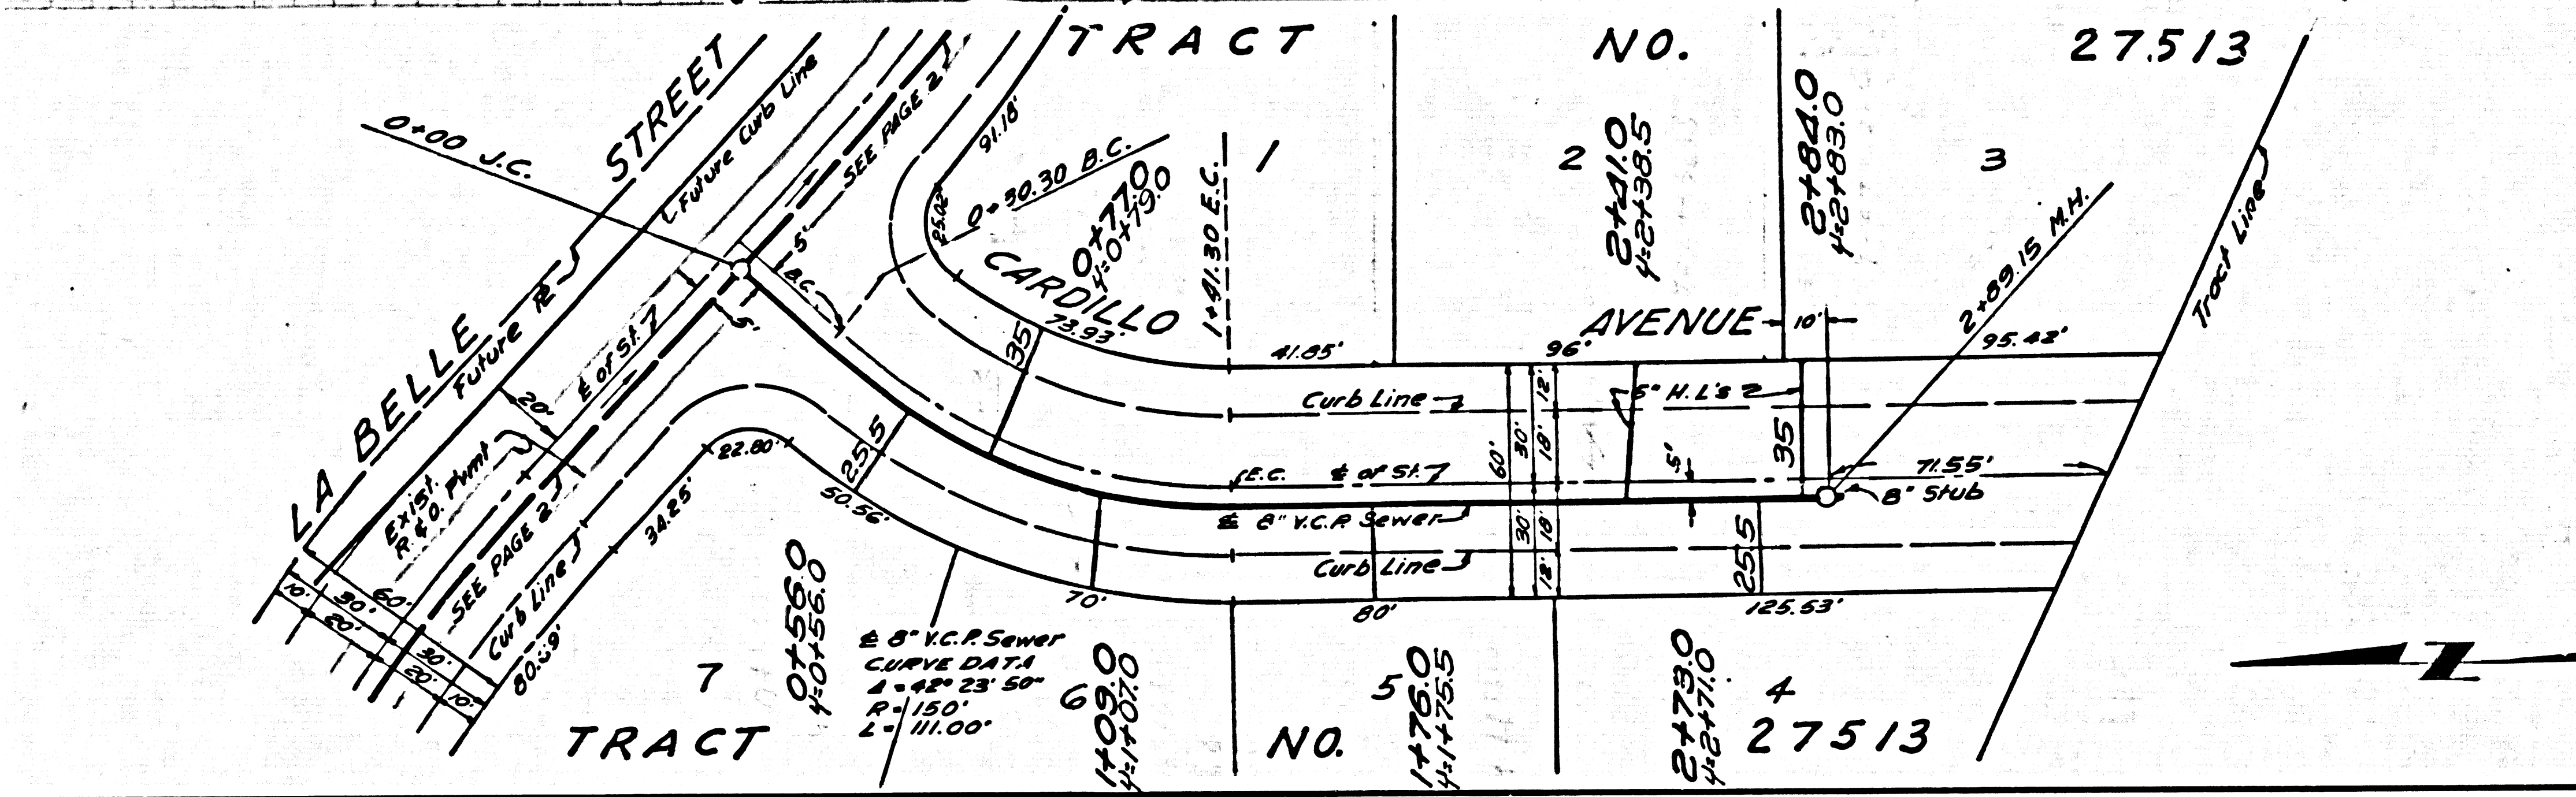 TRACT NO. 27513
LA BELLE STREET
Future Curb Line
Future R
SEE PAGE 2
0+00 J.C.
91.18'
25.02'
0+30.30 B.C.
0+77.0
Y=0+79.0
1+41.30 E.C.
1
2
2+41.0
Y=2+38.5
2+84.0
Y=2+83.0
3
2+89.15 M.H.
Tract Line
5'
B.C.
5'
CARDILLO AVENUE
73.93'
41.85'
96'
10'
95.42'
35
℄ of St.
20'
Exist.
R & O. Pvmt
SEE PAGE 2
Curb Line
22.80'
34.25'
25.5
50.56'
Curb Line
60'
30'
12'
18'
5" H.L's
35
E.C.
℄ of St.
5'
71.55'
8" Stub
℄ 8" V.C.P. Sewer
30'
18'
12'
Curb Line
25.5
70'
80'
125.53'
10'
30'
60'
20'
30'
20'
10'
7
0+56.0
Y=0+56.0
℄ 8" V.C.P. Sewer
CURVE DATA
Δ = 42° 23' 50"
R = 150'
L = 111.00'
6
1+09.0
Y=1+07.0
5
1+76.0
Y=1+75.5
2+73.0
Y=2+71.0
4
TRACT NO. 27513
Z